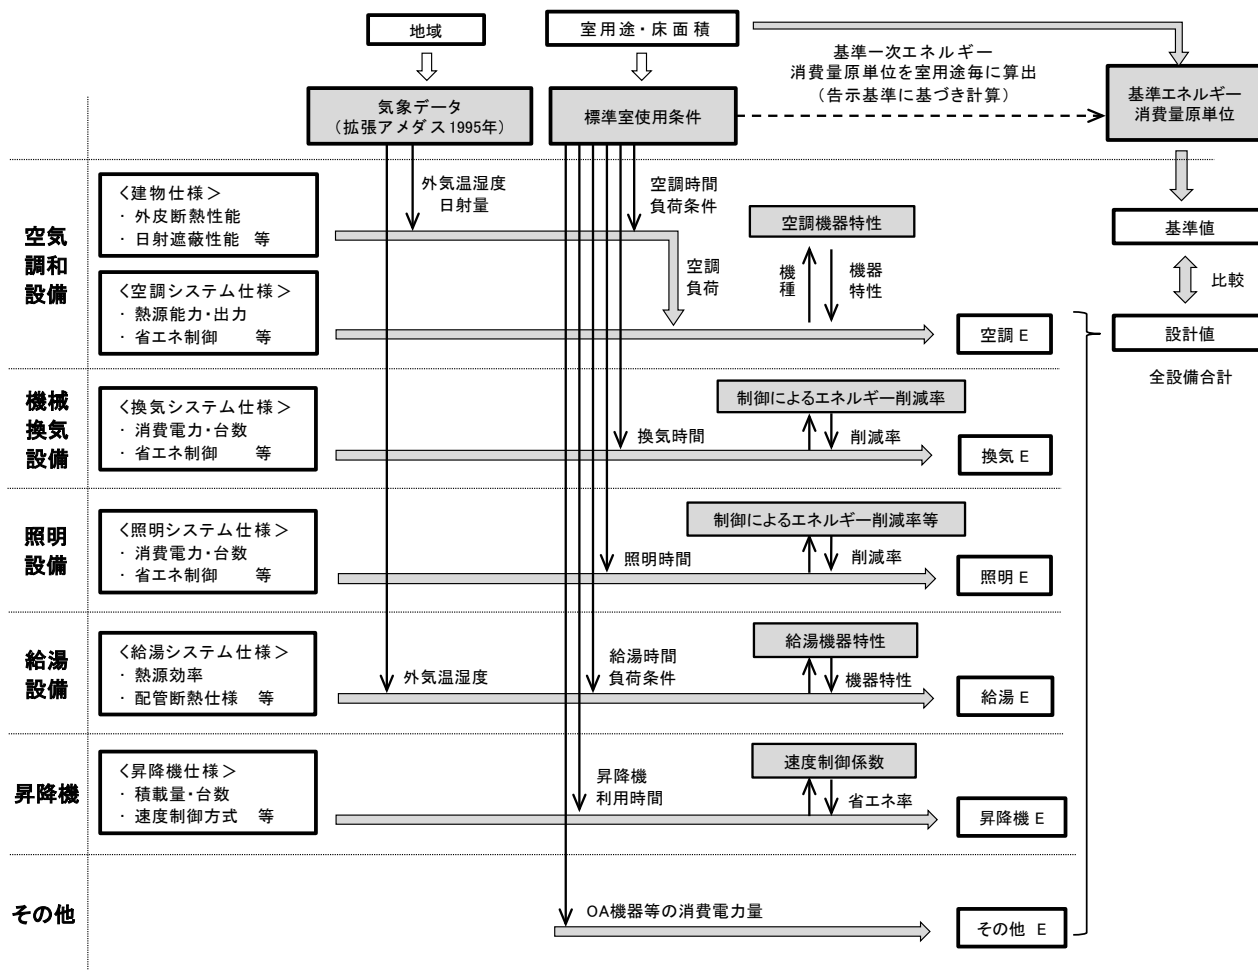 地域
室用途・床面積
基準一次エネルギー
消費量原単位を室用途毎に算出
（告示基準に基づき計算）
気象データ
（拡張アメダス1995年）
標準室使用条件
基準エネルギー
消費量原単位
空気
調和
設備
＜建物仕様＞
・ 外皮断熱性能
・ 日射遮蔽性能 等
外気温湿度
日射量
空調時間
負荷条件
空調機器特性
基準値
＜空調システム仕様＞
・ 熱源能力・出力
・ 省エネ制御 等
空調
負荷
機種
機器
特性
比較
空調 E
設計値
全設備合計
機械
換気
設備
＜換気システム仕様＞
・ 消費電力・台数
・ 省エネ制御 等
制御によるエネルギー削減率
換気時間
削減率
換気 E
照明
設備
＜照明システム仕様＞
・ 消費電力・台数
・ 省エネ制御 等
制御によるエネルギー削減率等
照明時間
削減率
照明 E
給湯
設備
＜給湯システム仕様＞
・ 熱源効率
・ 配管断熱仕様 等
外気温湿度
給湯時間
負荷条件
給湯機器特性
機器特性
給湯 E
昇降機
＜昇降機仕様＞
・ 積載量・台数
・ 速度制御方式 等
昇降機
利用時間
速度制御係数
省エネ率
昇降機 E
その他
OA機器等の消費電力量
その他 E